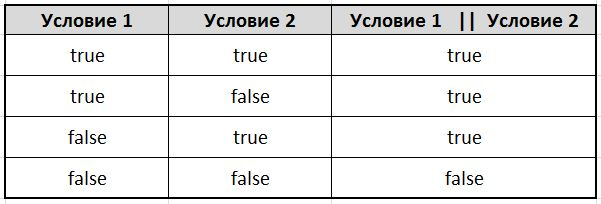 Условие 1 Условие 2 Условие 1 || Условие 2
true true true
true false true
false true true
false false false